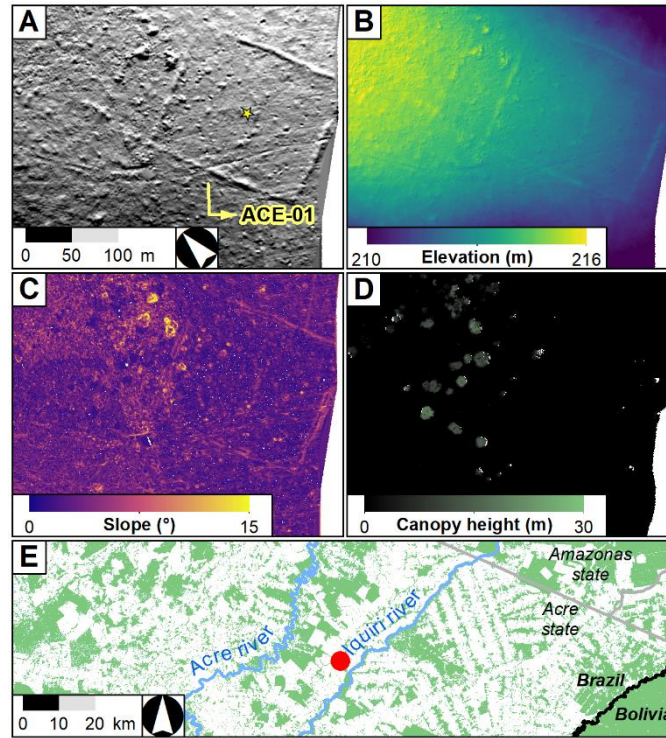 A
ACE-01
0 50 100 m
B
210 Elevation (m) 216
C
0 Slope (º) 15
D
0 Canopy height (m) 30
E
Acre river
Iquiri river
Amazonas
state
Acre
state
Brazil
Bolivia
0 10 20 km